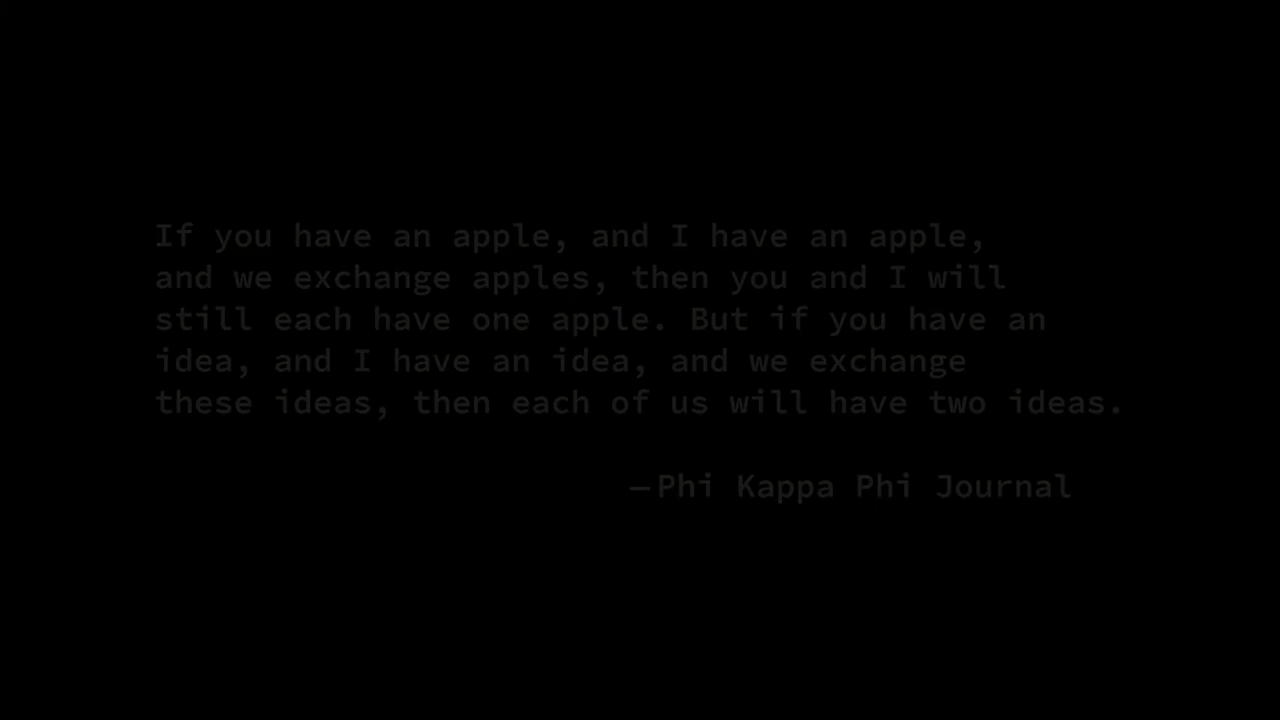 If you have an apple, and I have an apple,
and we exchange apples, then you and I will
still each have one apple. But if you have an
idea, and I have an idea, and we exchange
these ideas, then each of us will have two ideas.
—Phi Kappa Phi Journal